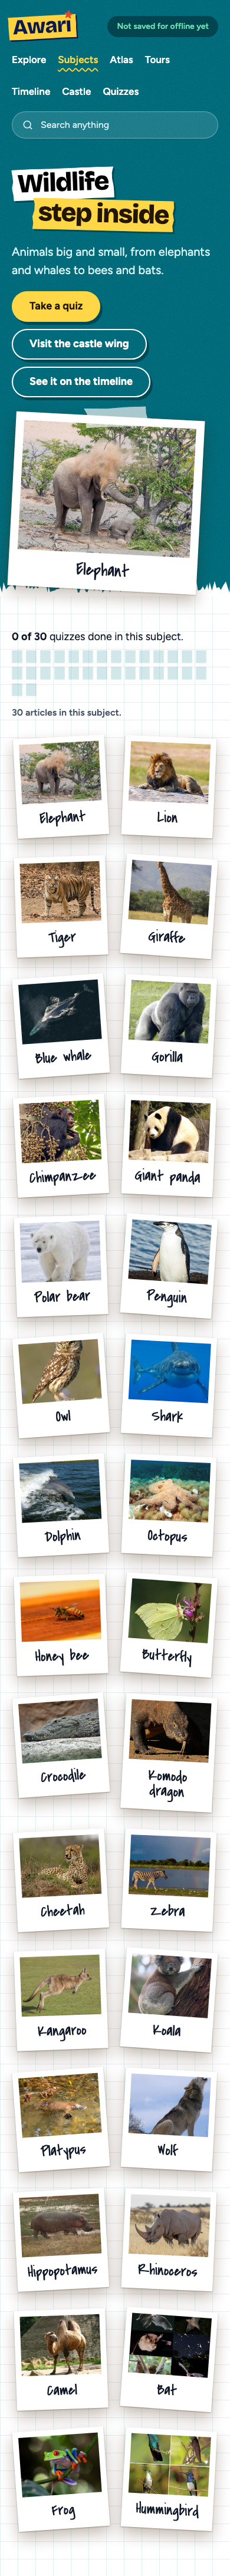 Awari
Not saved for offline yet
Explore Subjects Atlas Tours
Timeline Castle Quizzes
Search anything
Wildlife
step inside
Animals big and small, from elephants
and whales to bees and bats.
Take a quiz
Visit the castle wing
See it on the timeline
Elephant
0 of 30 quizzes done in this subject.
30 articles in this subject.
Elephant
Lion
Tiger
Giraffe
Blue whale
Gorilla
Chimpanzee
Giant panda
Polar bear
Penguin
Owl
Shark
Dolphin
Octopus
Honey bee
Butterfly
Crocodile
Komodo
dragon
Cheetah
Zebra
Kangaroo
Koala
Platypus
Wolf
Hippopotamus
Rhinoceros
Camel
Bat
Frog
Hummingbird